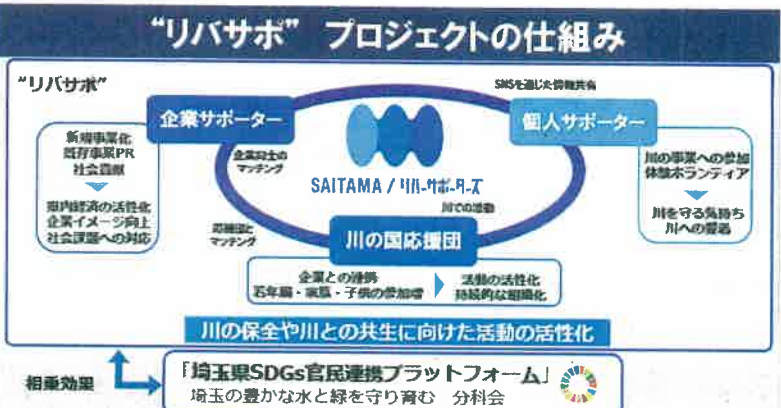 “リバサポ” プロジェクトの仕組み
“リバサポ”
SNSを通じた情報共有
企業サポーター
個人サポーター
新規事業化
既存事業PR
社会貢献
県内経済の活性化
企業イメージ向上
社会課題への対応
企業同士の
マッチング
SAITAMA / リバーサポーターズ
川の事業への参加
体験ボランティア
川を守る気持ち
川への愛着
川での活動
応援団と
マッチング
川の国応援団
企業との連携
若年層・家族・子供の参加増
活動の活性化
持続的な組織化
川の保全や川との共生に向けた活動の活性化
相乗効果
「埼玉県SDGs官民連携プラットフォーム」
埼玉の豊かな水と緑を守り育む 分科会